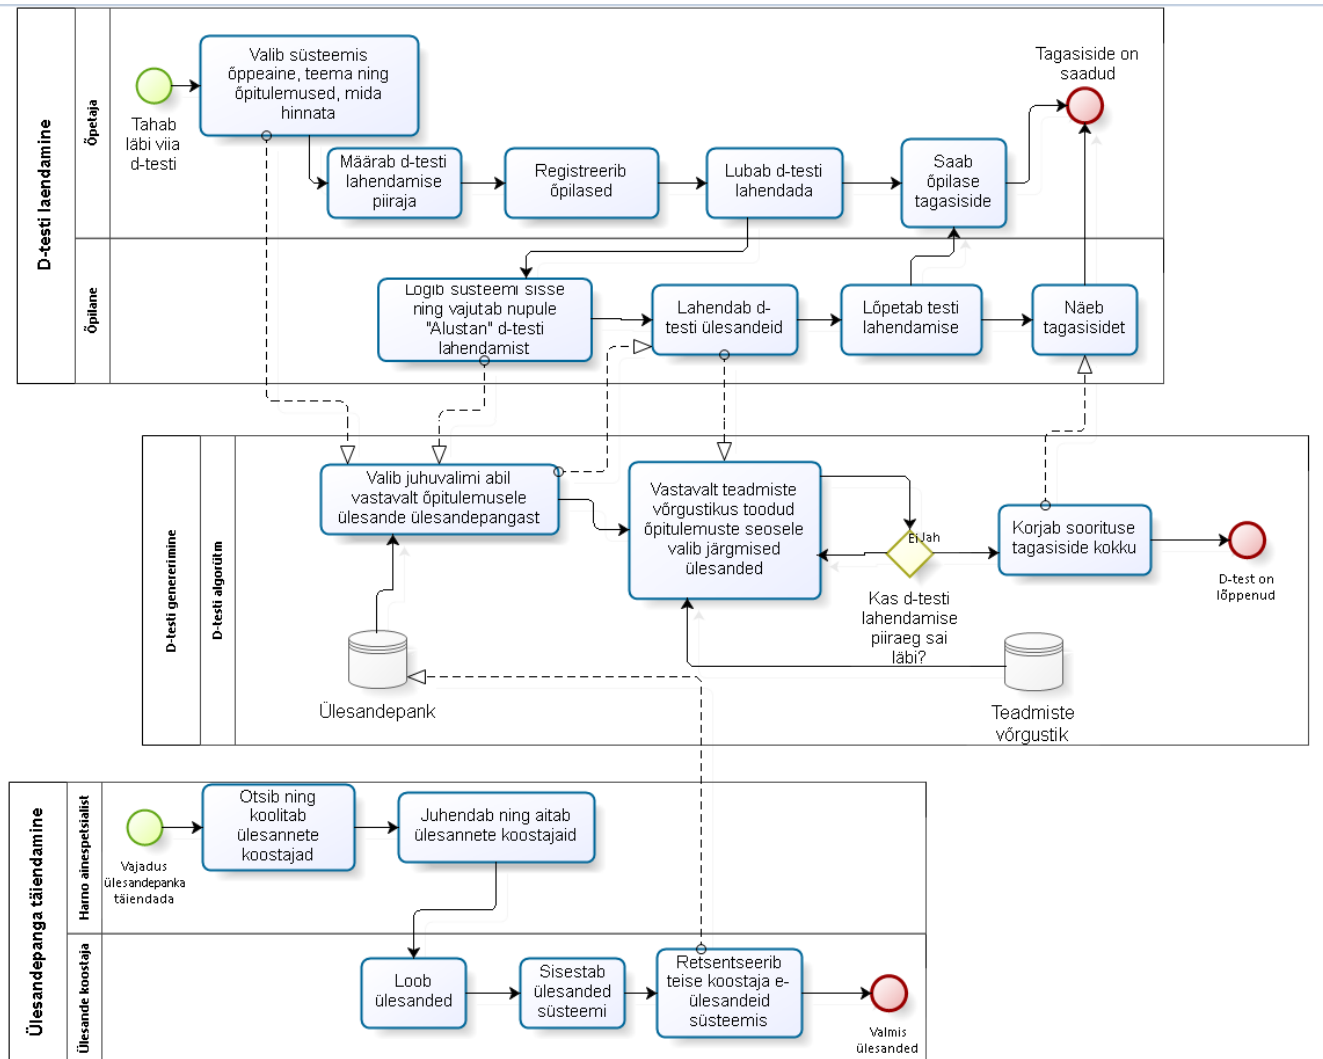 D-testi laendamine
Õpetaja
Tahab
läbi viia
d-testi
Valib süsteemis
õppeaine, teema ning
õpitulemused, mida
hinnata
Määrab d-testi
lahendamise
piiraja
Registreerib
õpilased
Lubab d-testi
lahendada
Saab
õpilase
tagasiside
Tagasiside on
saadud
Õpilane
Logib süsteemi sisse
ning vajutab nupule
"Alustan" d-testi
lahendamist
Lahendab d-
testi ülesandeid
Lõpetab testi
lahendamise
Näeb
tagasisidet
D-testi genererimine
D-testi algorütm
Valib juhuvalimi abil
vastavalt õpitulemusele
ülesande ülesandepangast
Vastavalt teadmiste
võrgustikus toodud
õpitulemuste seosele
valib järgmised
ülesanded
Ei Jah
Kas d-testi
lahendamise
piiraeg sai
läbi?
Korjab soorituse
tagasiside kokku
D-test on
lõppenud
Ülesandepank
Teadmiste
võrgustik
Ülesandepanga täiendamine
Harno ainespetsialist
Vajadus
ülesandepanka
täiendada
Otsib ning
koolitab
ülesannete
koostajad
Juhendab ning aitab
ülesannete koostajaid
Ülesande koostaja
Loob
ülesanded
Sisestab
ülesanded
süsteemi
Retsentseerib
teise koostaja e-
ülesandeid
süsteemis
Valmis
ülesanded